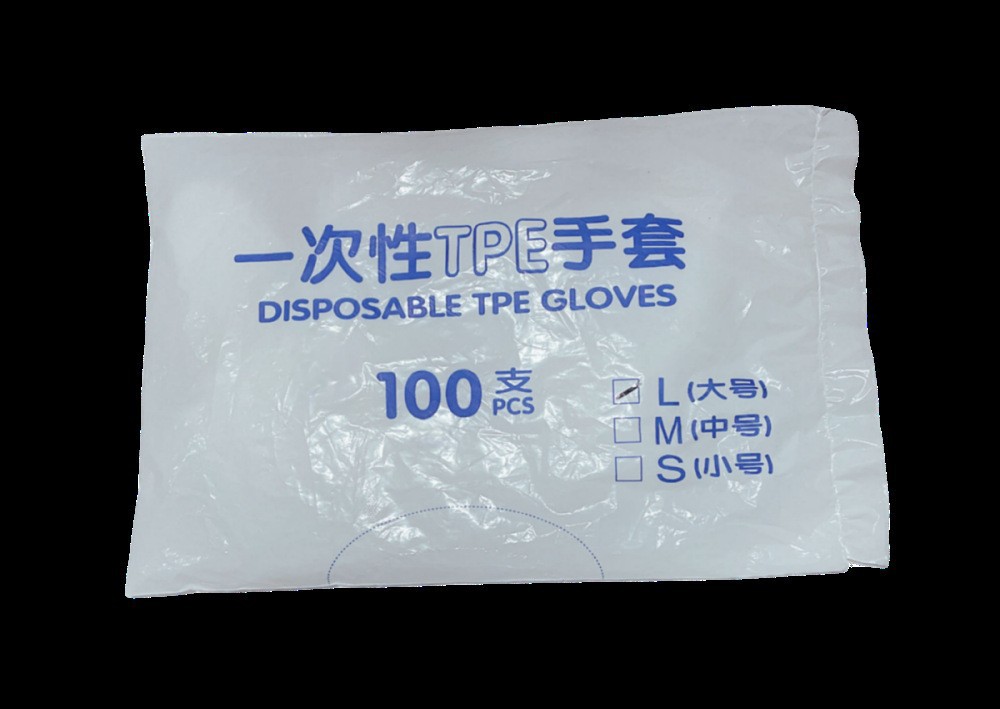 一次性TPE手套
DISPOSABLE TPE GLOVES
100支
PCS
L(大号)
M(中号)
S(小号)